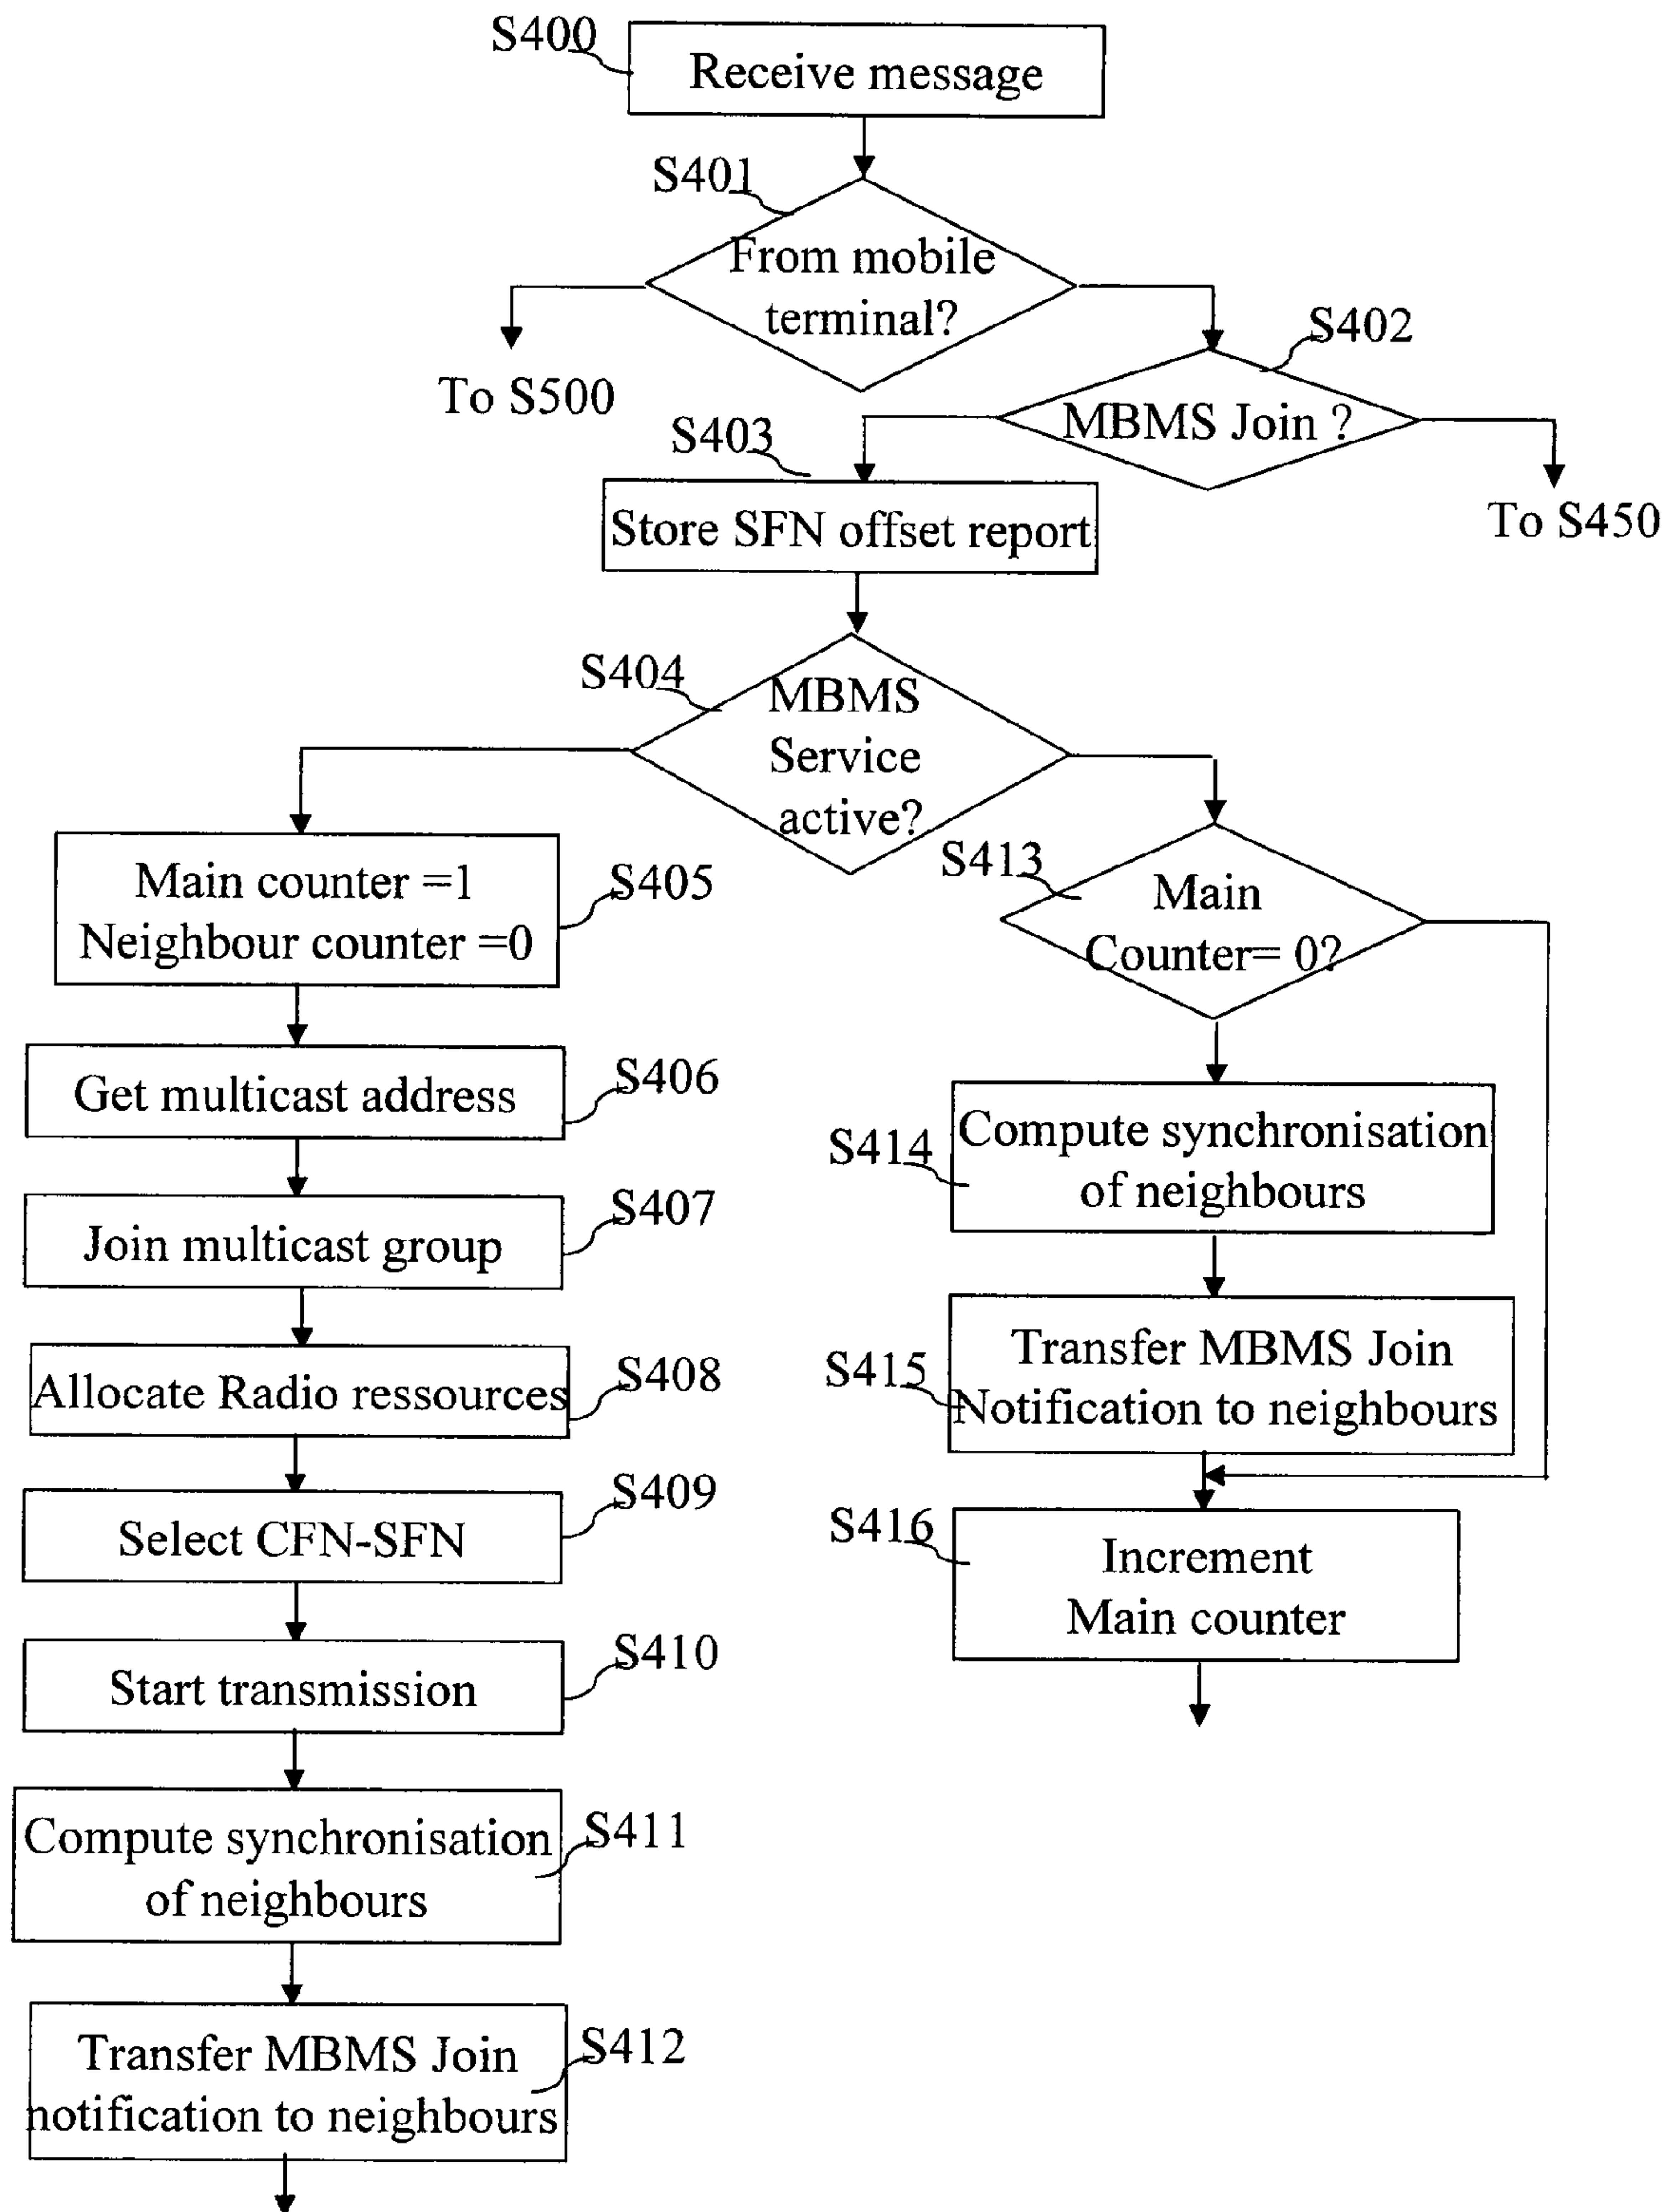 S400
Receive message
S401
From mobile
terminal?
S402
To S500
MBMS Join ?
S403
To S450
Store SFN offset report
S404
MBMS
Service
active?
Main counter =1
Neighbour counter =0
S405
S413
Main
Counter= 0?
Get multicast address
S406
S414
Compute synchronisation
of neighbours
Join multicast group
S407
S415
Transfer MBMS Join
Notification to neighbours
Allocate Radio ressources
S408
Select CFN-SFN
S409
S416
Increment
Main counter
Start transmission
S410
Compute synchronisation
of neighbours
S411
Transfer MBMS Join
notification to neighbours
S412